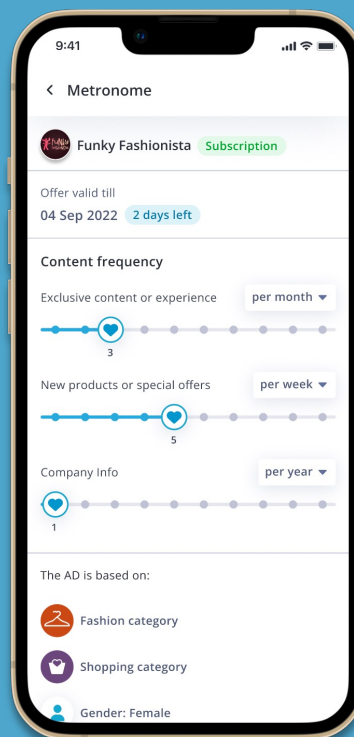 9:41
Metronome
Funky Fashionista Subscription
Offer valid till
04 Sep 2022 2 days left
Content frequency
Exclusive content or experience per month
3
New products or special offers per week
5
Company Info per year
1
The AD is based on:
Fashion category
Shopping category
Gender: Female